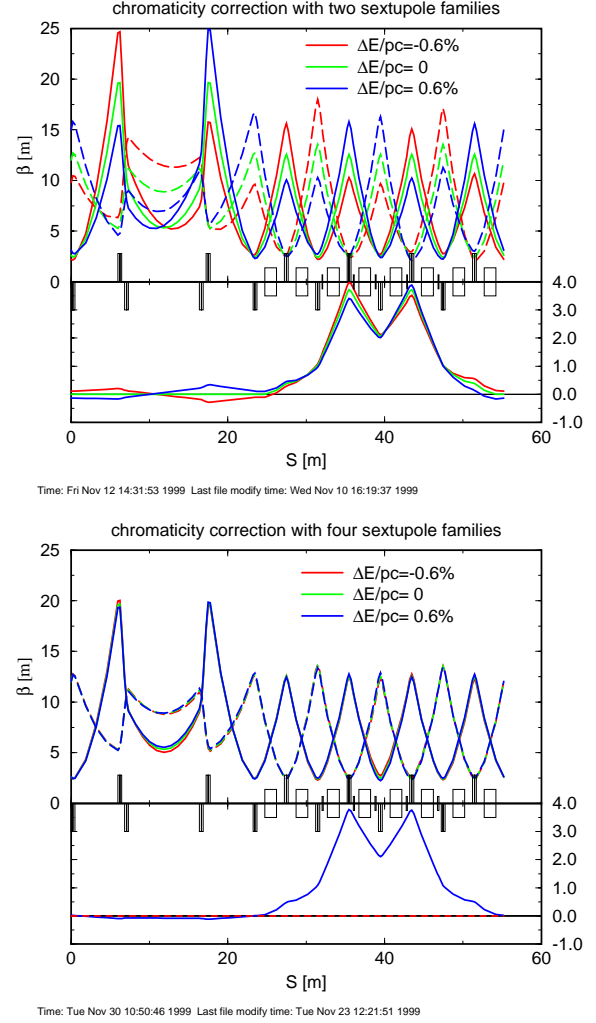 chromaticity correction with two sextupole families
25
20
15
10
5
0
β [m]
ΔE/pc=-0.6%
ΔE/pc= 0
ΔE/pc= 0.6%
4.0
3.0
2.0
1.0
0.0
-1.0
0 20 40 60
S [m]
Time: Fri Nov 12 14:31:53 1999 Last file modify time: Wed Nov 10 16:19:37 1999
chromaticity correction with four sextupole families
25
20
15
10
5
0
β [m]
ΔE/pc=-0.6%
ΔE/pc= 0
ΔE/pc= 0.6%
4.0
3.0
2.0
1.0
0.0
-1.0
0 20 40 60
S [m]
Time: Tue Nov 30 10:50:46 1999 Last file modify time: Tue Nov 23 12:21:51 1999